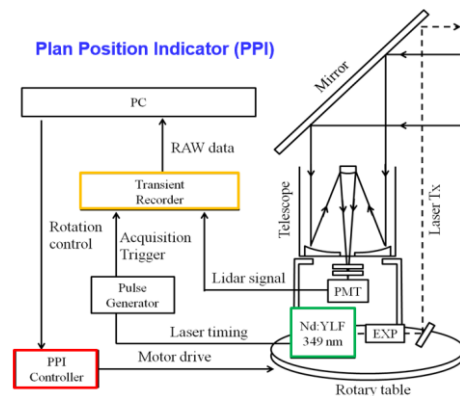 Plan Position Indicator (PPI)
Mirror
PC
RAW data
Transient
Recorder
Telescope
Laser Tx
Rotation
control
Acquisition
Trigger
Lidar signal
PMT
Pulse
Generator
Laser timing
Nd:YLF
349 nm
EXP
PPI
Controller
Motor drive
Rotary table